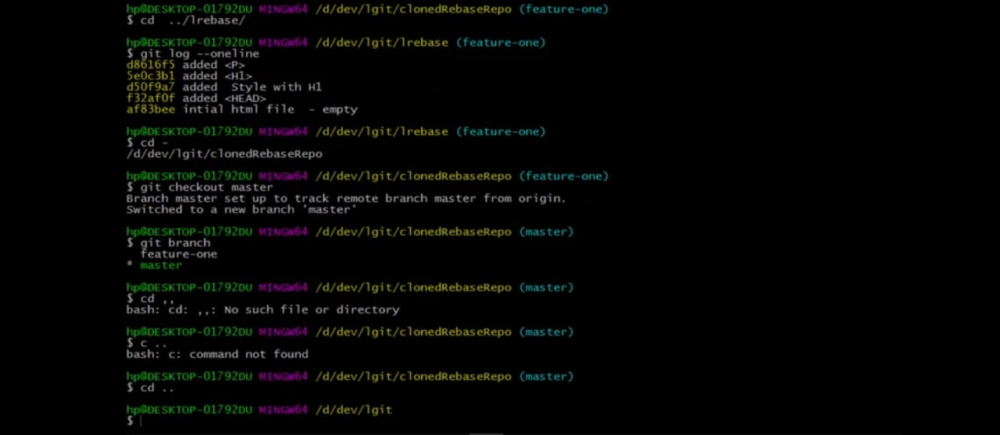 hp@DESKTOP-01792DU MINGW64 /d/dev/lgit/clonedRebaseRepo (feature-one)
$ cd  ../lrebase/
hp@DESKTOP-01792DU MINGW64 /d/dev/lgit/lrebase (feature-one)
$ git log --oneline
d8616f5 added <P>
5e0c3b1 added <H1>
d50f9a7 added  Style with H1
f32af0f added <HEAD>
af83bee intial html file  - empty
hp@DESKTOP-01792DU MINGW64 /d/dev/lgit/lrebase (feature-one)
$ cd -
/d/dev/lgit/clonedRebaseRepo
hp@DESKTOP-01792DU MINGW64 /d/dev/lgit/clonedRebaseRepo (feature-one)
$ git checkout master
Branch master set up to track remote branch master from origin.
Switched to a new branch 'master'
hp@DESKTOP-01792DU MINGW64 /d/dev/lgit/clonedRebaseRepo (master)
$ git branch
  feature-one
* master
hp@DESKTOP-01792DU MINGW64 /d/dev/lgit/clonedRebaseRepo (master)
$ cd ,,
bash: cd: ,,: No such file or directory
hp@DESKTOP-01792DU MINGW64 /d/dev/lgit/clonedRebaseRepo (master)
$ c ..
bash: c: command not found
hp@DESKTOP-01792DU MINGW64 /d/dev/lgit/clonedRebaseRepo (master)
$ cd ..
hp@DESKTOP-01792DU MINGW64 /d/dev/lgit
$